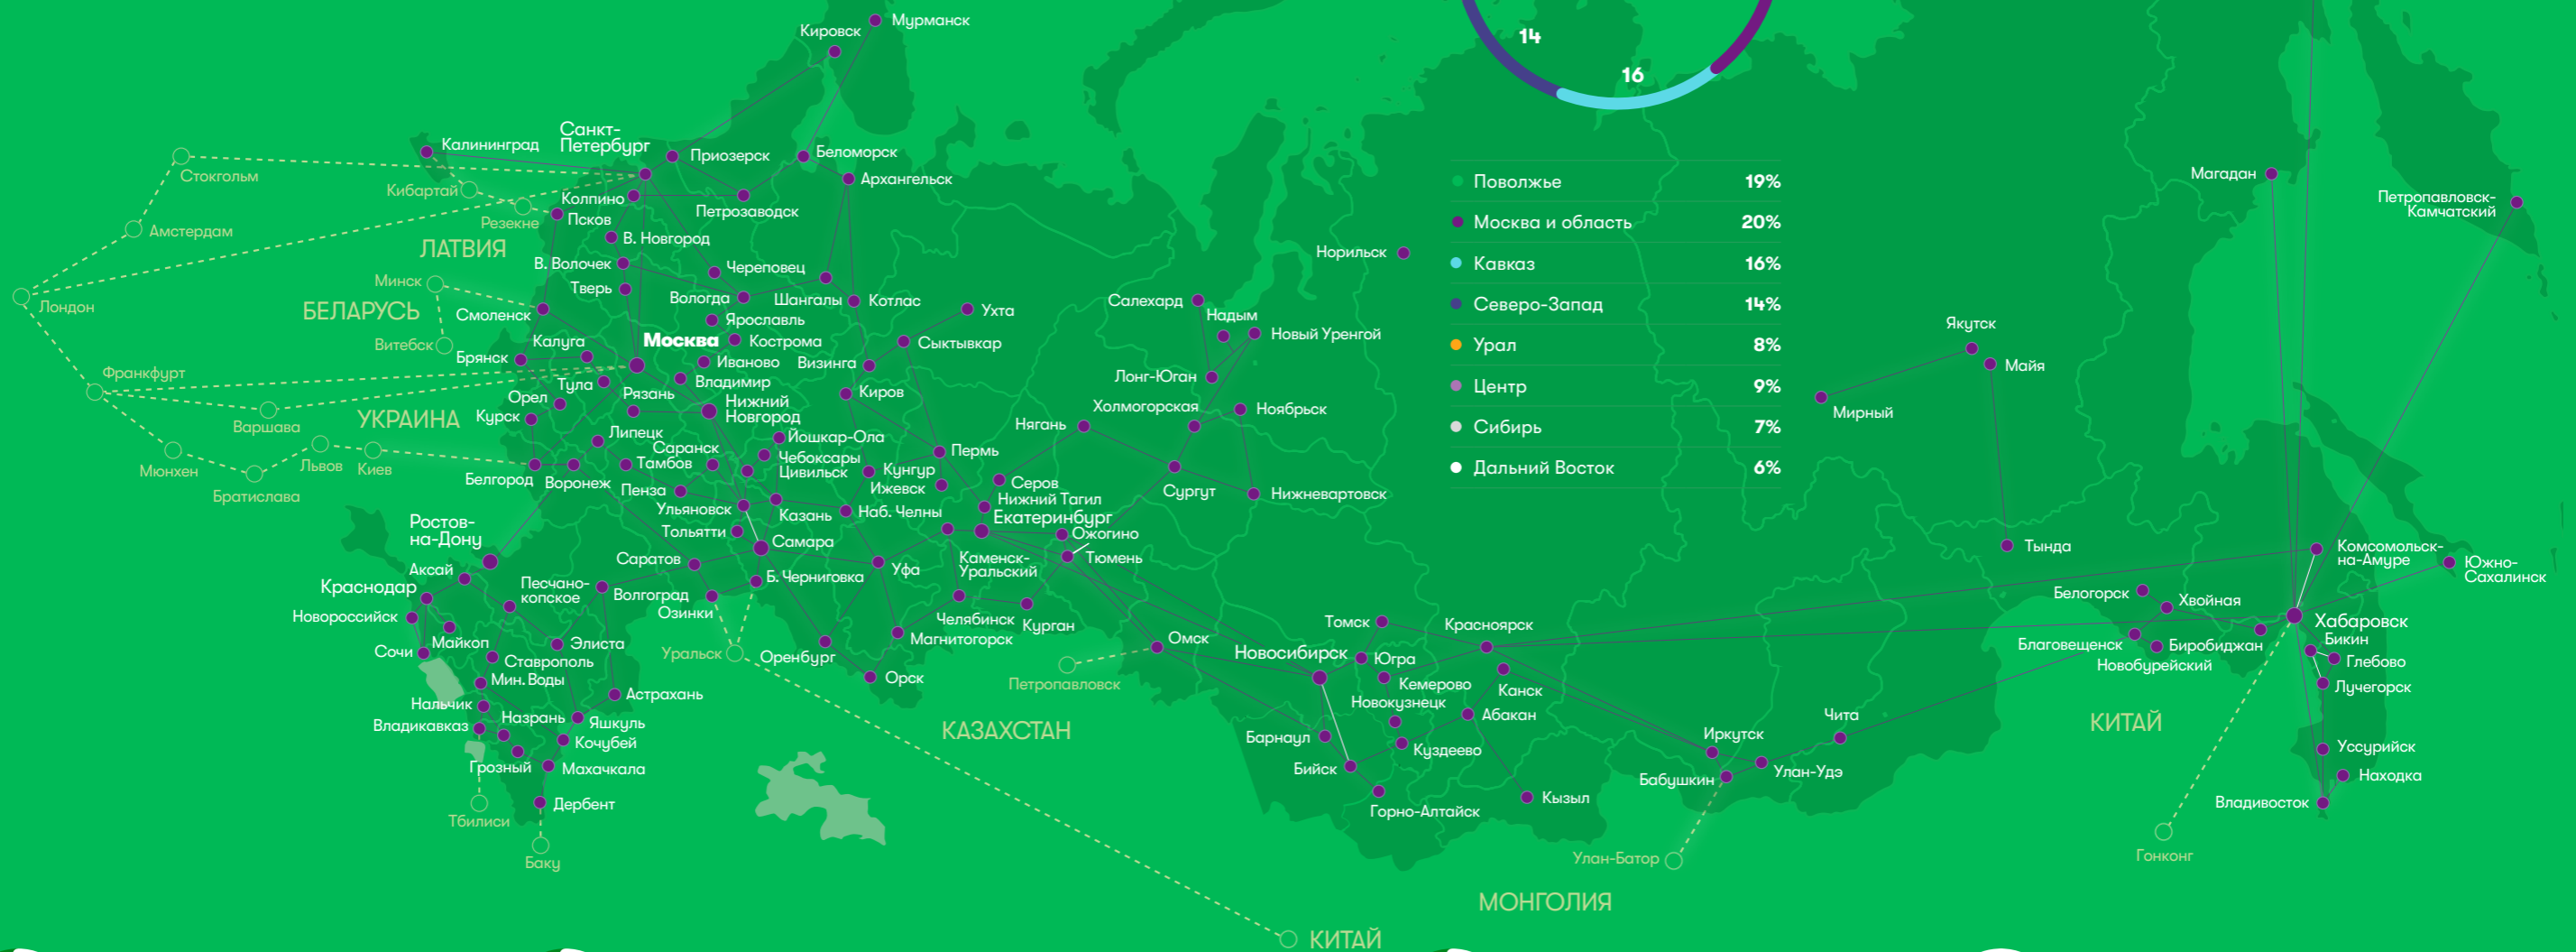 Мурманск
Кировск
14
16
Санкт-
Петербург
Калининград
Приозерск
Беломорск
Стокгольм
Кибартай
Архангельск
Колпино
Петрозаводск
Псков
Резекне
Амстердам
ЛАТВИЯ
В. Новгород
В. Волочек
Череповец
Минск
Тверь
Вологда
Шангалы
Котлас
Лондон
БЕЛАРУСЬ
Смоленск
Ярославль
Ухта
Витебск
Калуга
Москва
Кострома
Сыктывкар
Брянск
Иваново
Визинга
Франкфурт
Тула
Владимир
Рязань
Киров
Орел
Нижний
Новгород
УКРАИНА
Курск
Варшава
Липецк
Йошкар-Ола
Саранск
Чебоксары
Пермь
Мюнхен
Львов
Киев
Тамбов
Цивильск
Кунгур
Белгород
Воронеж
Пенза
Ижевск
Серов
Братислава
Нижний Тагил
Ульяновск
Казань
Наб. Челны
Екатеринбург
Ростов-
на-Дону
Тольятти
Самара
Ожогино
Саратов
Каменск-
Уральский
Тюмень
Аксай
Б. Черниговка
Уфа
Краснодар
Песчано-
копское
Волгоград
Озинки
Новороссийск
Челябинск
Курган
Майкоп
Элиста
Магнитогорск
Сочи
Ставрополь
Уральск
Оренбург
Мин. Воды
Орск
Петропавловск
Астрахань
Нальчик
Назрань
Яшкуль
Владикавказ
Кочубей
КАЗАХСТАН
Грозный
Махачкала
Дербент
Тбилиси
Баку
Норильск
Салехард
Надым
Новый Уренгой
Лонг-Юган
Холмогорская
Ноябрьск
Нягань
Сургут
Нижневартовск
Поволжье 19%
Москва и область 20%
Кавказ 16%
Северо-Запад 14%
Урал 8%
Центр 9%
Сибирь 7%
Дальний Восток 6%
Магадан
Петропавловск-
Камчатский
Якутск
Майя
Мирный
Тында
Комсомольск-
на-Амуре
Южно-
Сахалинск
Белогорск
Хвойная
Хабаровск
Бикин
Благовещенск
Биробиджан
Новобурейский
Глебово
Лучегорск
КИТАЙ
Уссурийск
Находка
Владивосток
Гонконг
Омск
Томск
Красноярск
Новосибирск
Югра
Кемерово
Канск
Новокузнецк
Абакан
Чита
Барнаул
Куздеево
Иркутск
Бийск
Бабушкин
Улан-Удэ
Кызыл
Горно-Алтайск
Улан-Батор
МОНГОЛИЯ
КИТАЙ